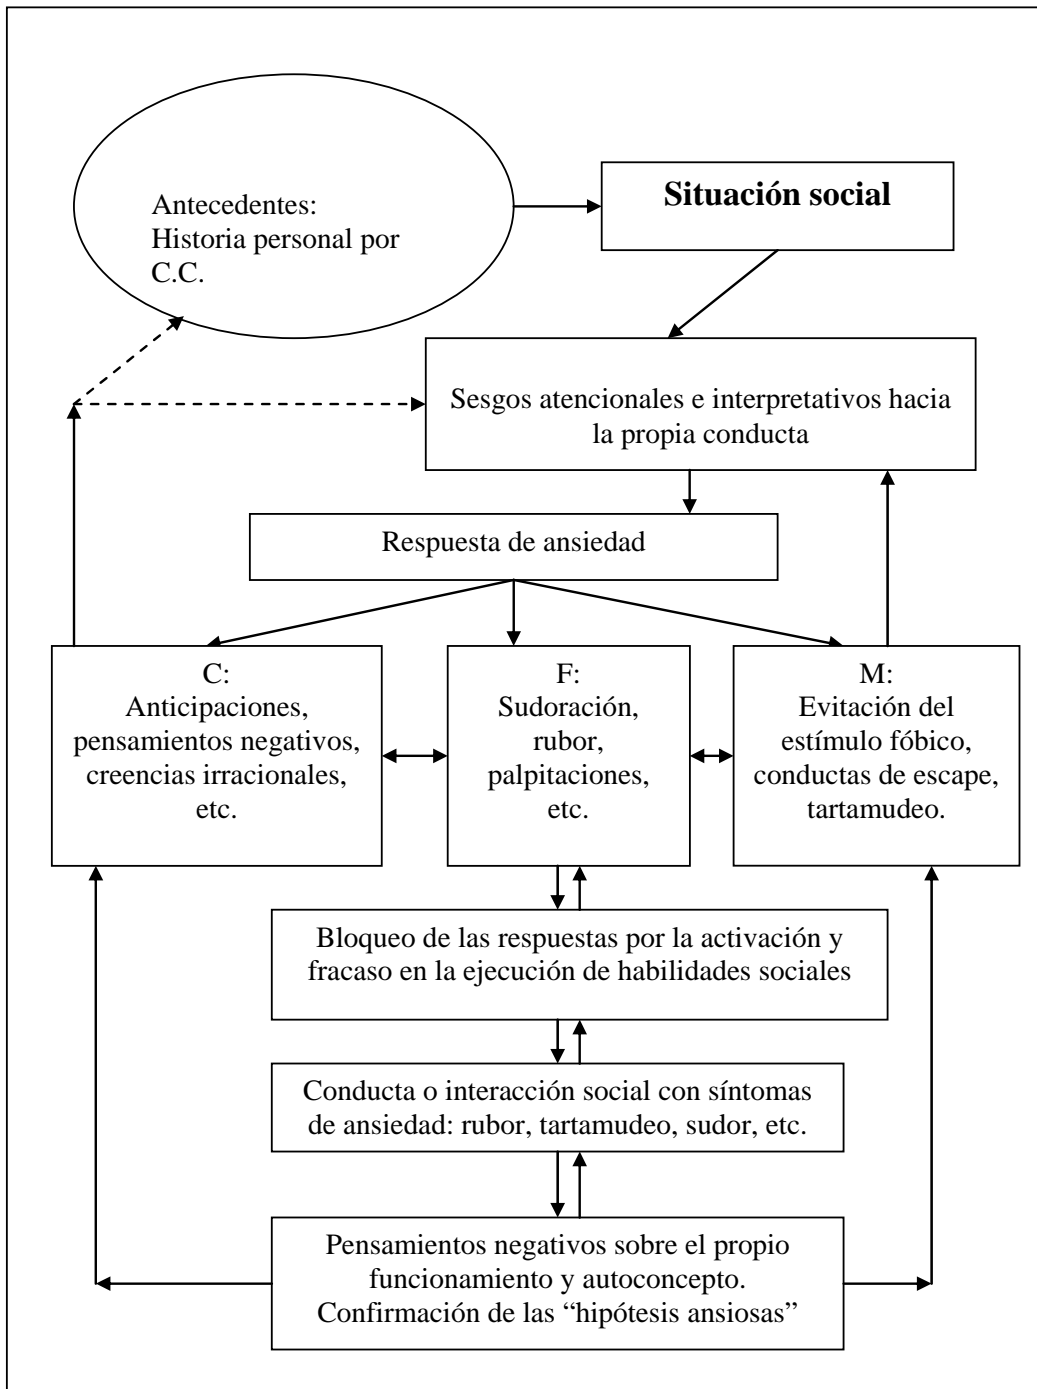 Antecedentes:
Historia personal por
C.C.
Situación social
Sesgos atencionales e interpretativos hacia
la propia conducta
Respuesta de ansiedad
C:
Anticipaciones,
pensamientos negativos,
creencias irracionales,
etc.
F:
Sudoración,
rubor,
palpitaciones,
etc.
M:
Evitación del
estímulo fóbico,
conductas de escape,
tartamudeo.
Bloqueo de las respuestas por la activación y
fracaso en la ejecución de habilidades sociales
Conducta o interacción social con síntomas
de ansiedad: rubor, tartamudeo, sudor, etc.
Pensamientos negativos sobre el propio
funcionamiento y autoconcepto.
Confirmación de las “hipótesis ansiosas”